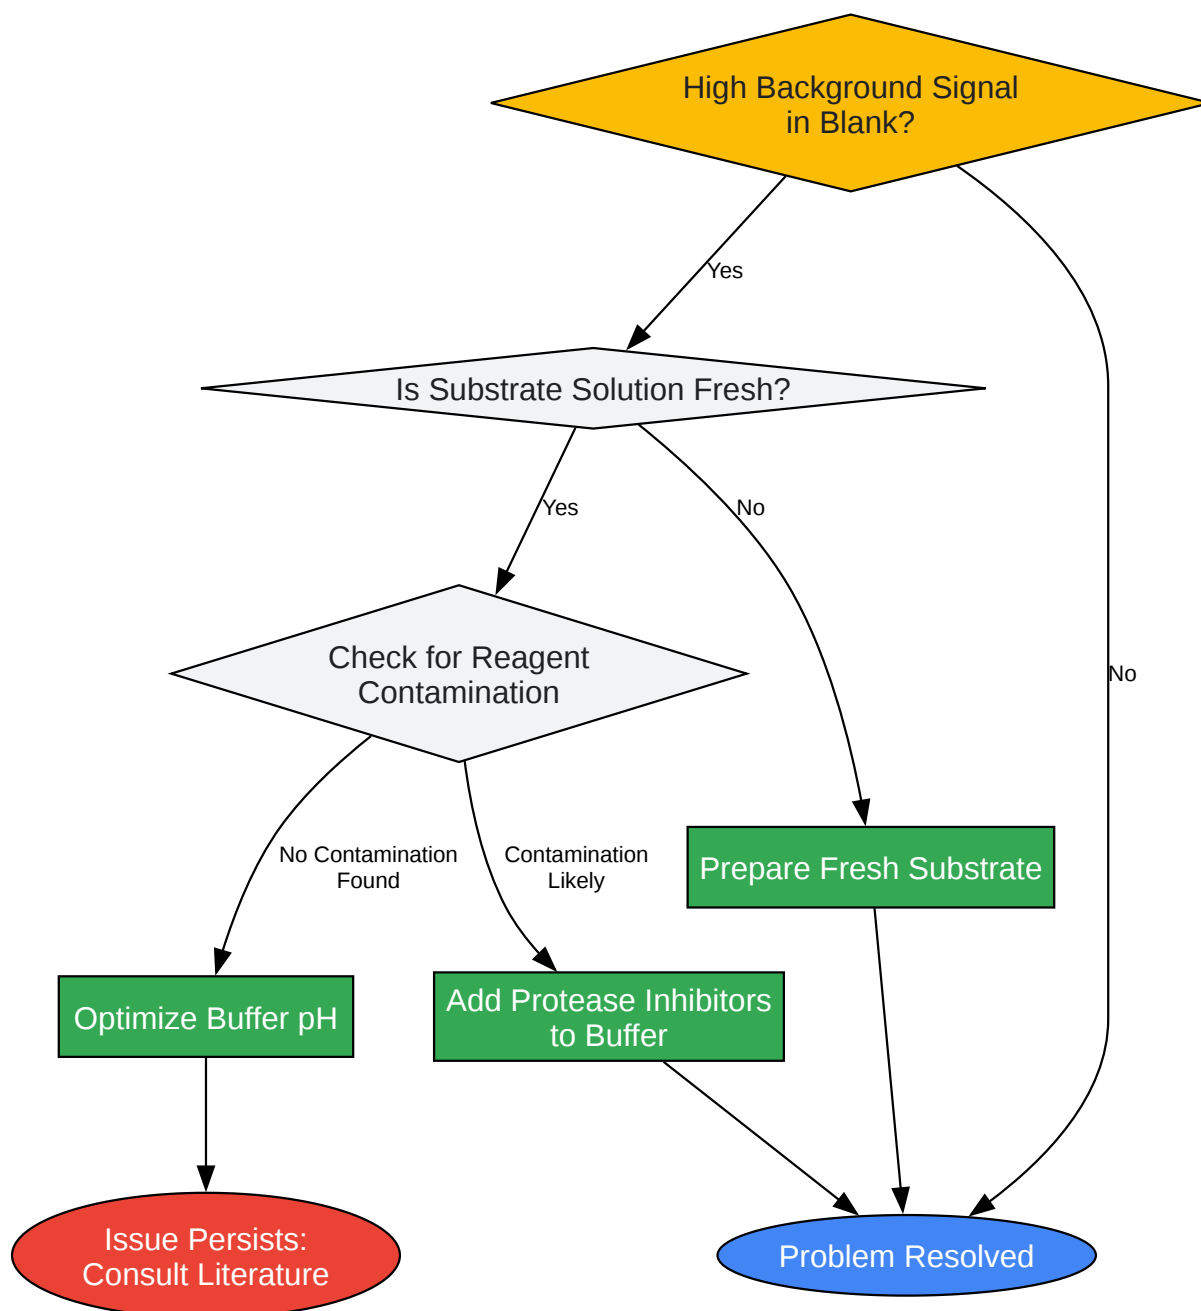 High Background Signal
in Blank?
Yes
Is Substrate Solution Fresh?
Yes
No
Check for Reagent
Contamination
No
No Contamination
Found
Contamination
Likely
Prepare Fresh Substrate
Optimize Buffer pH
Add Protease Inhibitors
to Buffer
Issue Persists:
Consult Literature
Problem Resolved